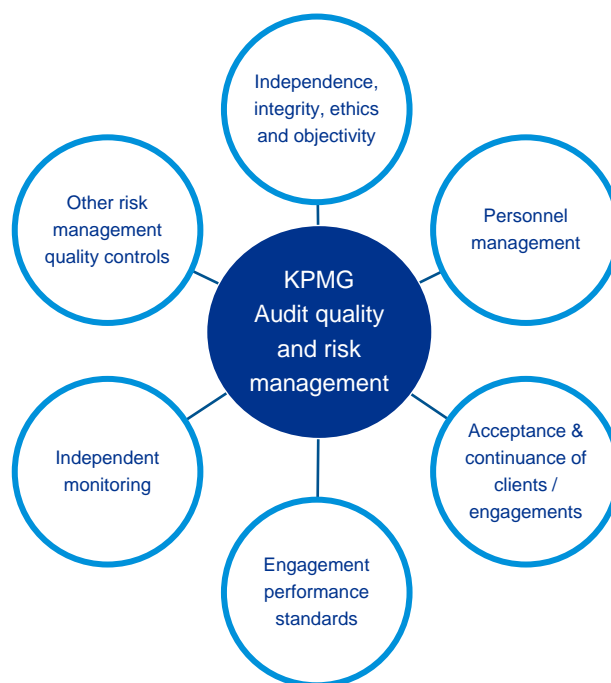 Independence,
integrity, ethics
and objectivity
Other risk
management
quality controls
Personnel
management
KPMG
Audit quality
and risk
management
Independent
monitoring
Acceptance &
continuance of
clients /
engagements
Engagement
performance
standards